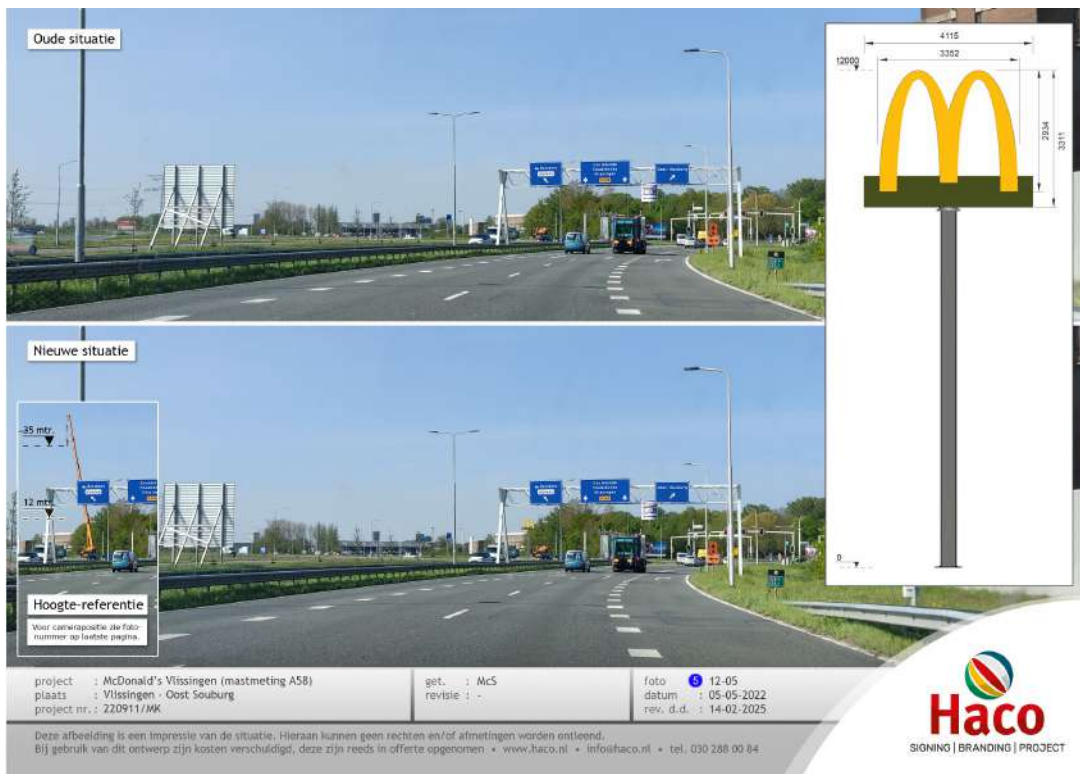 Oude situatie
4115
3352
12000
2934
3311
0
Nieuwe situatie
35 mtr.
12 mtr.
Hoogte-referentie
Voor camerapositie zie foto-
nummer op laatste pagina.
project : McDonald's Vlissingen (mastmeting A58)
plaats : Vlissingen - Oost Souburg
project nr. : 220911/MK
get. : McS
revisie : -
foto 5 12-05
datum : 05-05-2022
rev. d.d. : 14-02-2025
Deze afbeelding is een impressie van de situatie. Hieraan kunnen geen rechten en/of afmetingen worden ontleend.
Bij gebruik van dit ontwerp zijn kosten verschuldigd, deze zijn reeds in offerte opgenomen • www.haco.nl • info@haco.nl • tel. 030 288 00 84
Haco
SIGNING | BRANDING | PROJECT